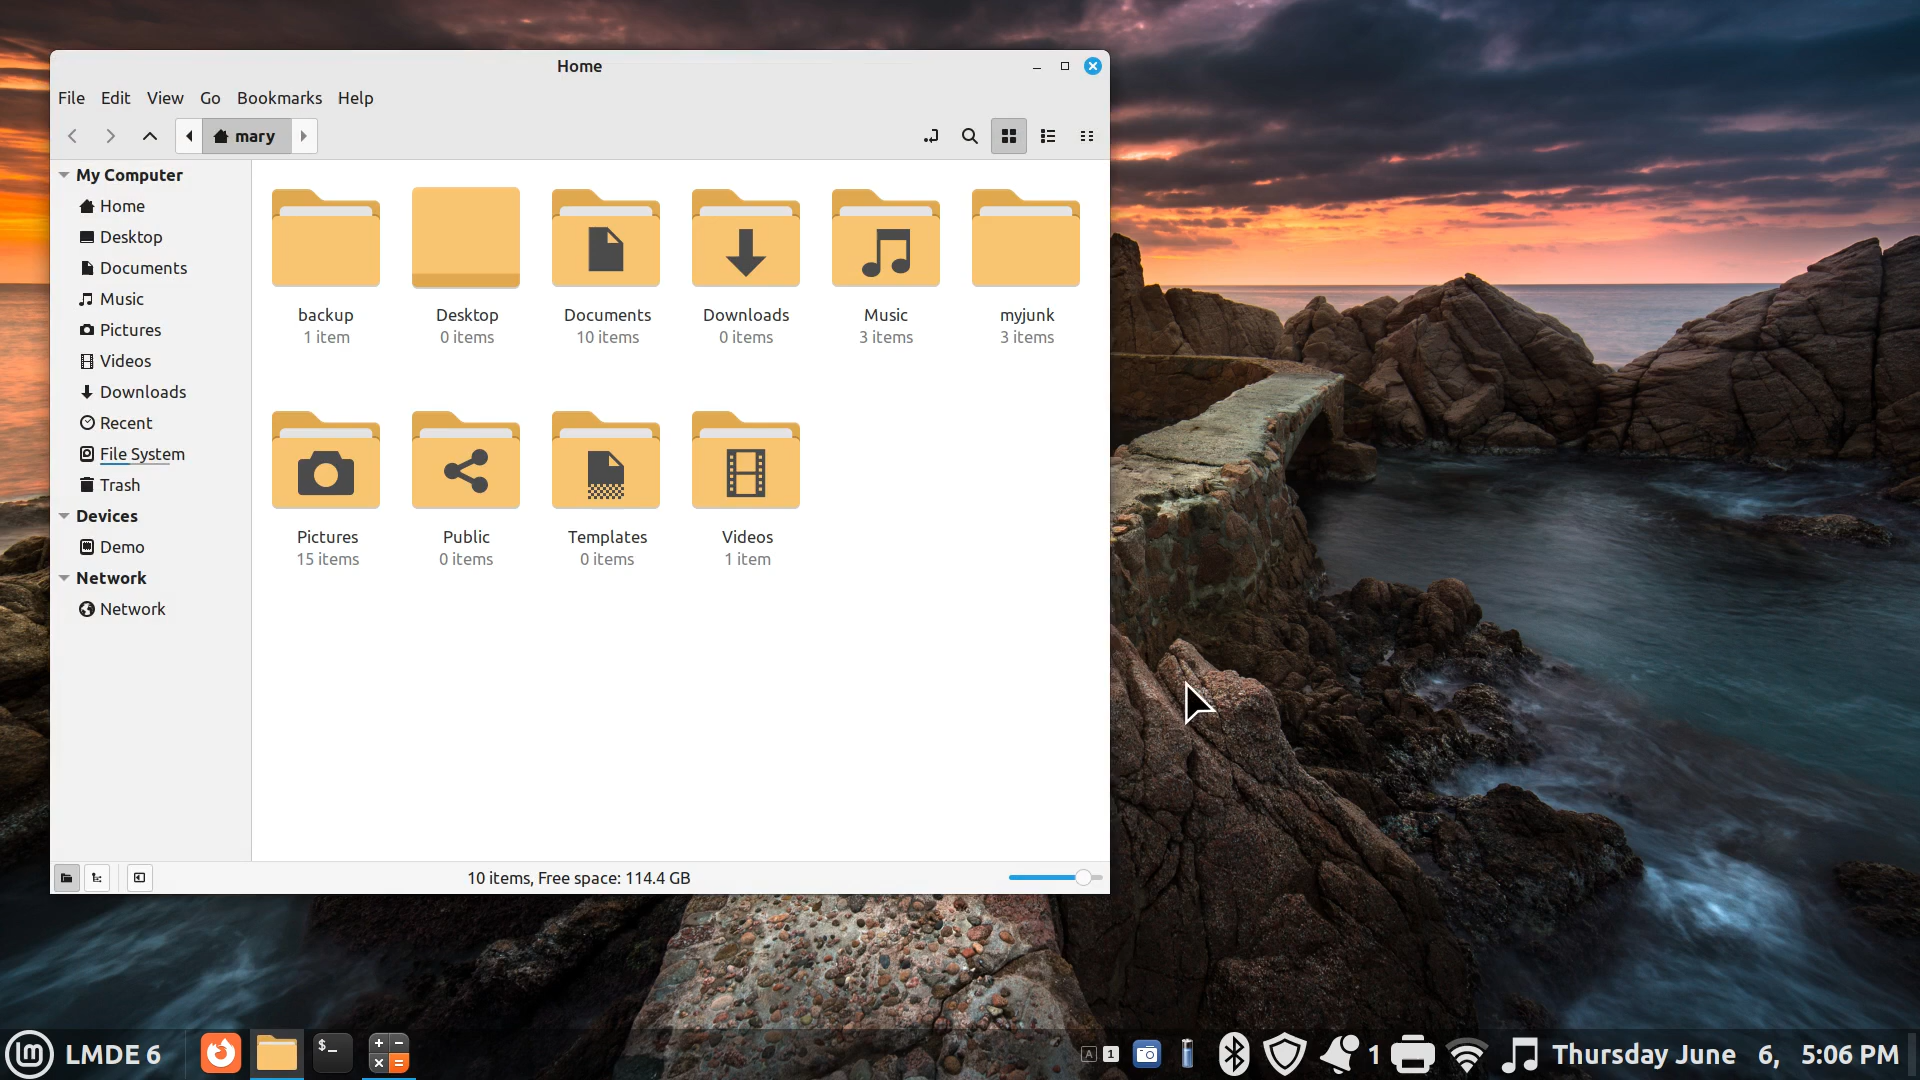 Home
File Edit View Go Bookmarks Help
mary
My Computer
Home
Desktop
Documents
Music
Pictures
Videos
Downloads
Recent
File System
Trash
Devices
Demo
Network
Network
backup Desktop Documents Downloads Music myjunk
1 item 0 items 10 items 0 items 3 items 3 items
Pictures Public Templates Videos
15 items 0 items 0 items 1 item
10 items, Free space: 114.4 GB
LMDE 6 $_ A 1 1 Thursday June 6, 5:06 PM